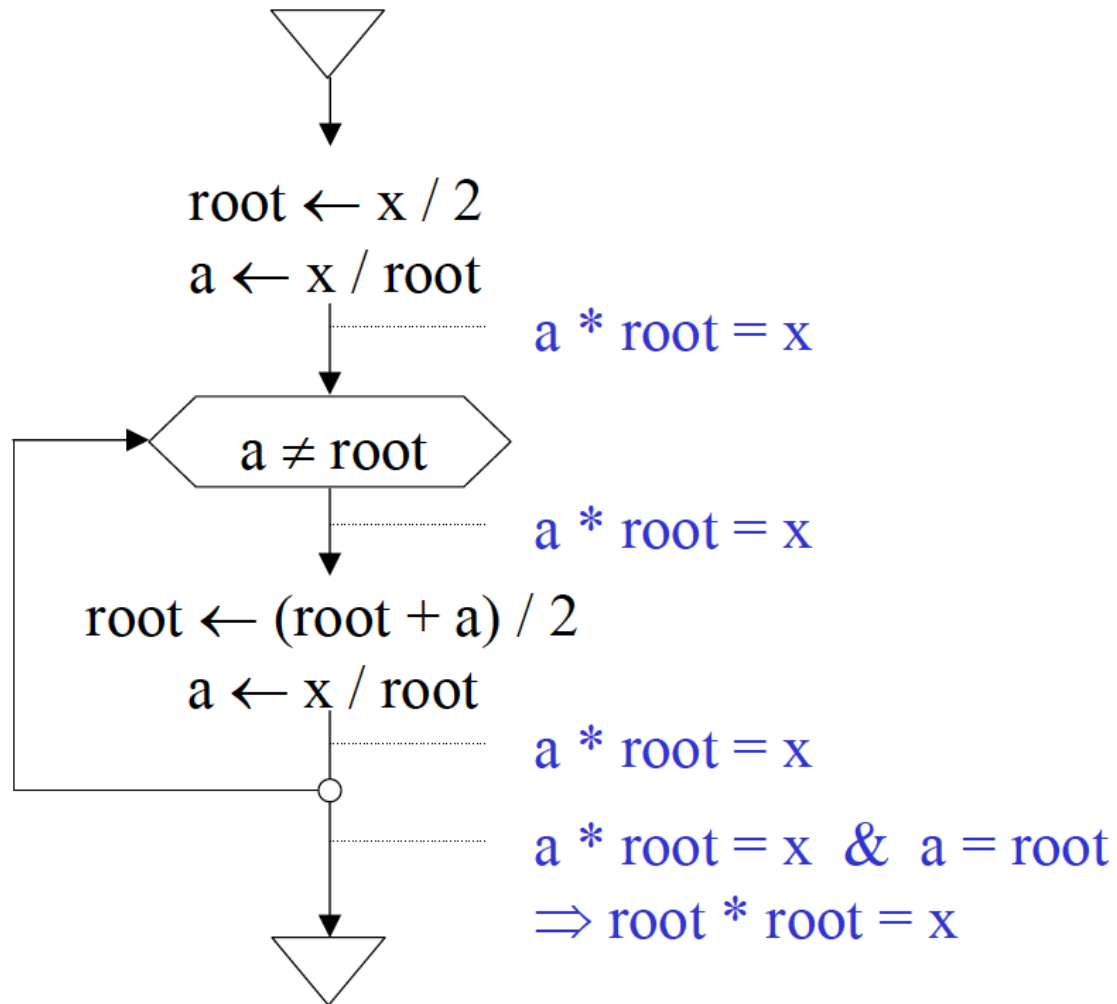 root ← x / 2
a ← x / root
a * root = x
a ≠ root
a * root = x
root ← (root + a) / 2
a ← x / root
a * root = x
a * root = x & a = root
⇒ root * root = x